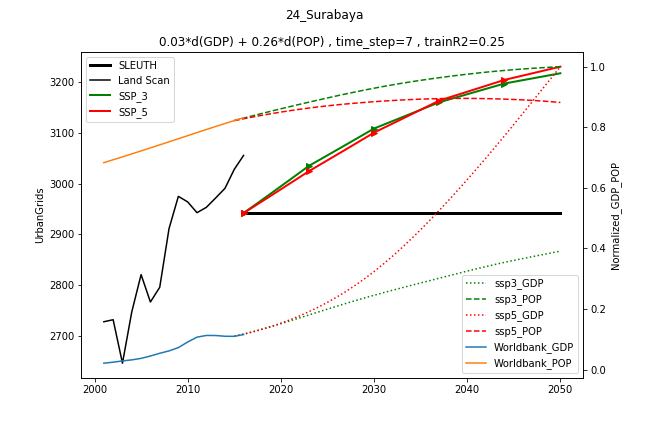 24_Surabaya
0.03*d(GDP) + 0.26*d(POP) , time_step=7 , trainR2=0.25
SLEUTH
Land Scan
SSP_3
SSP_5
3200
3100
3000
2900
2800
2700
UrbanGrids
1.0
0.8
0.6
0.4
0.2
0.0
Normalized_GDP_POP
ssp3_GDP
ssp3_POP
ssp5_GDP
ssp5_POP
Worldbank_GDP
Worldbank_POP
2000 2010 2020 2030 2040 2050